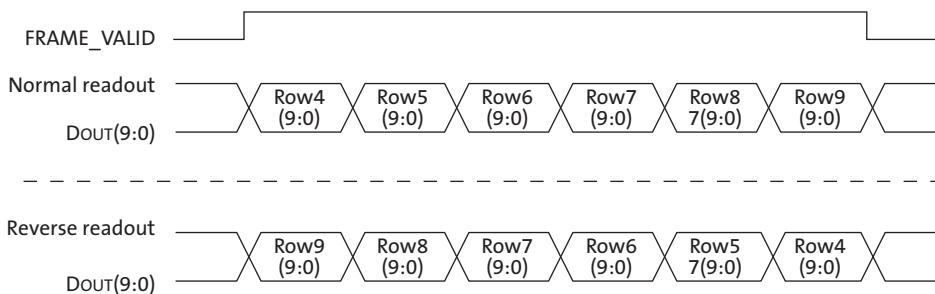 FRAME_VALID
Normal readout
Row4 Row5 Row6 Row7 Row8 Row9
(9:0) (9:0) (9:0) (9:0) 7(9:0) (9:0)
DOUT(9:0)
Reverse readout
Row9 Row8 Row7 Row6 Row5 Row4
(9:0) (9:0) (9:0) (9:0) 7(9:0) (9:0)
DOUT(9:0)